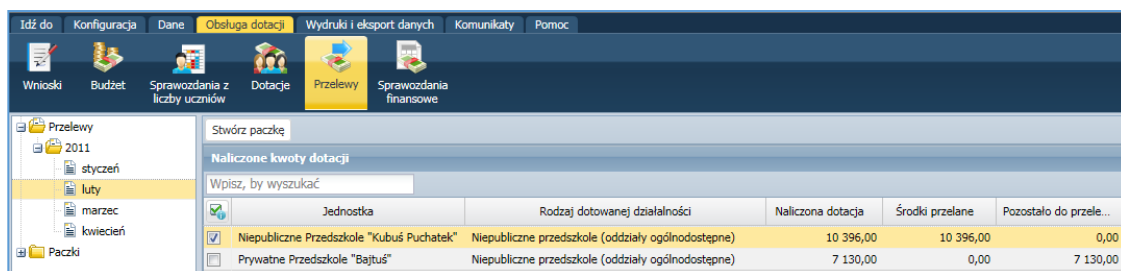 Idź do Konfiguracja Dane Obsługa dotacji Wydruki i eksport danych Komunikaty Pomoc
Wnioski Budżet Sprawozdania z liczby uczniów Dotacje Przelewy Sprawozdania finansowe
Przelewy
2011
styczeń
luty
marzec
kwiecień
Paczki
Stwórz paczkę
Naliczone kwoty dotacji
Wpisz, by wyszukać
Jednostka Rodzaj dotowanej działalności Naliczona dotacja Środki przelane Pozostało do przele...
Niepubliczne Przedszkole "Kubuś Puchatek" Niepubliczne przedszkole (oddziały ogólnodostępne) 10 396,00 10 396,00 0,00
Prywatne Przedszkole "Bajtuś" Niepubliczne przedszkole (oddziały ogólnodostępne) 7 130,00 0,00 7 130,00